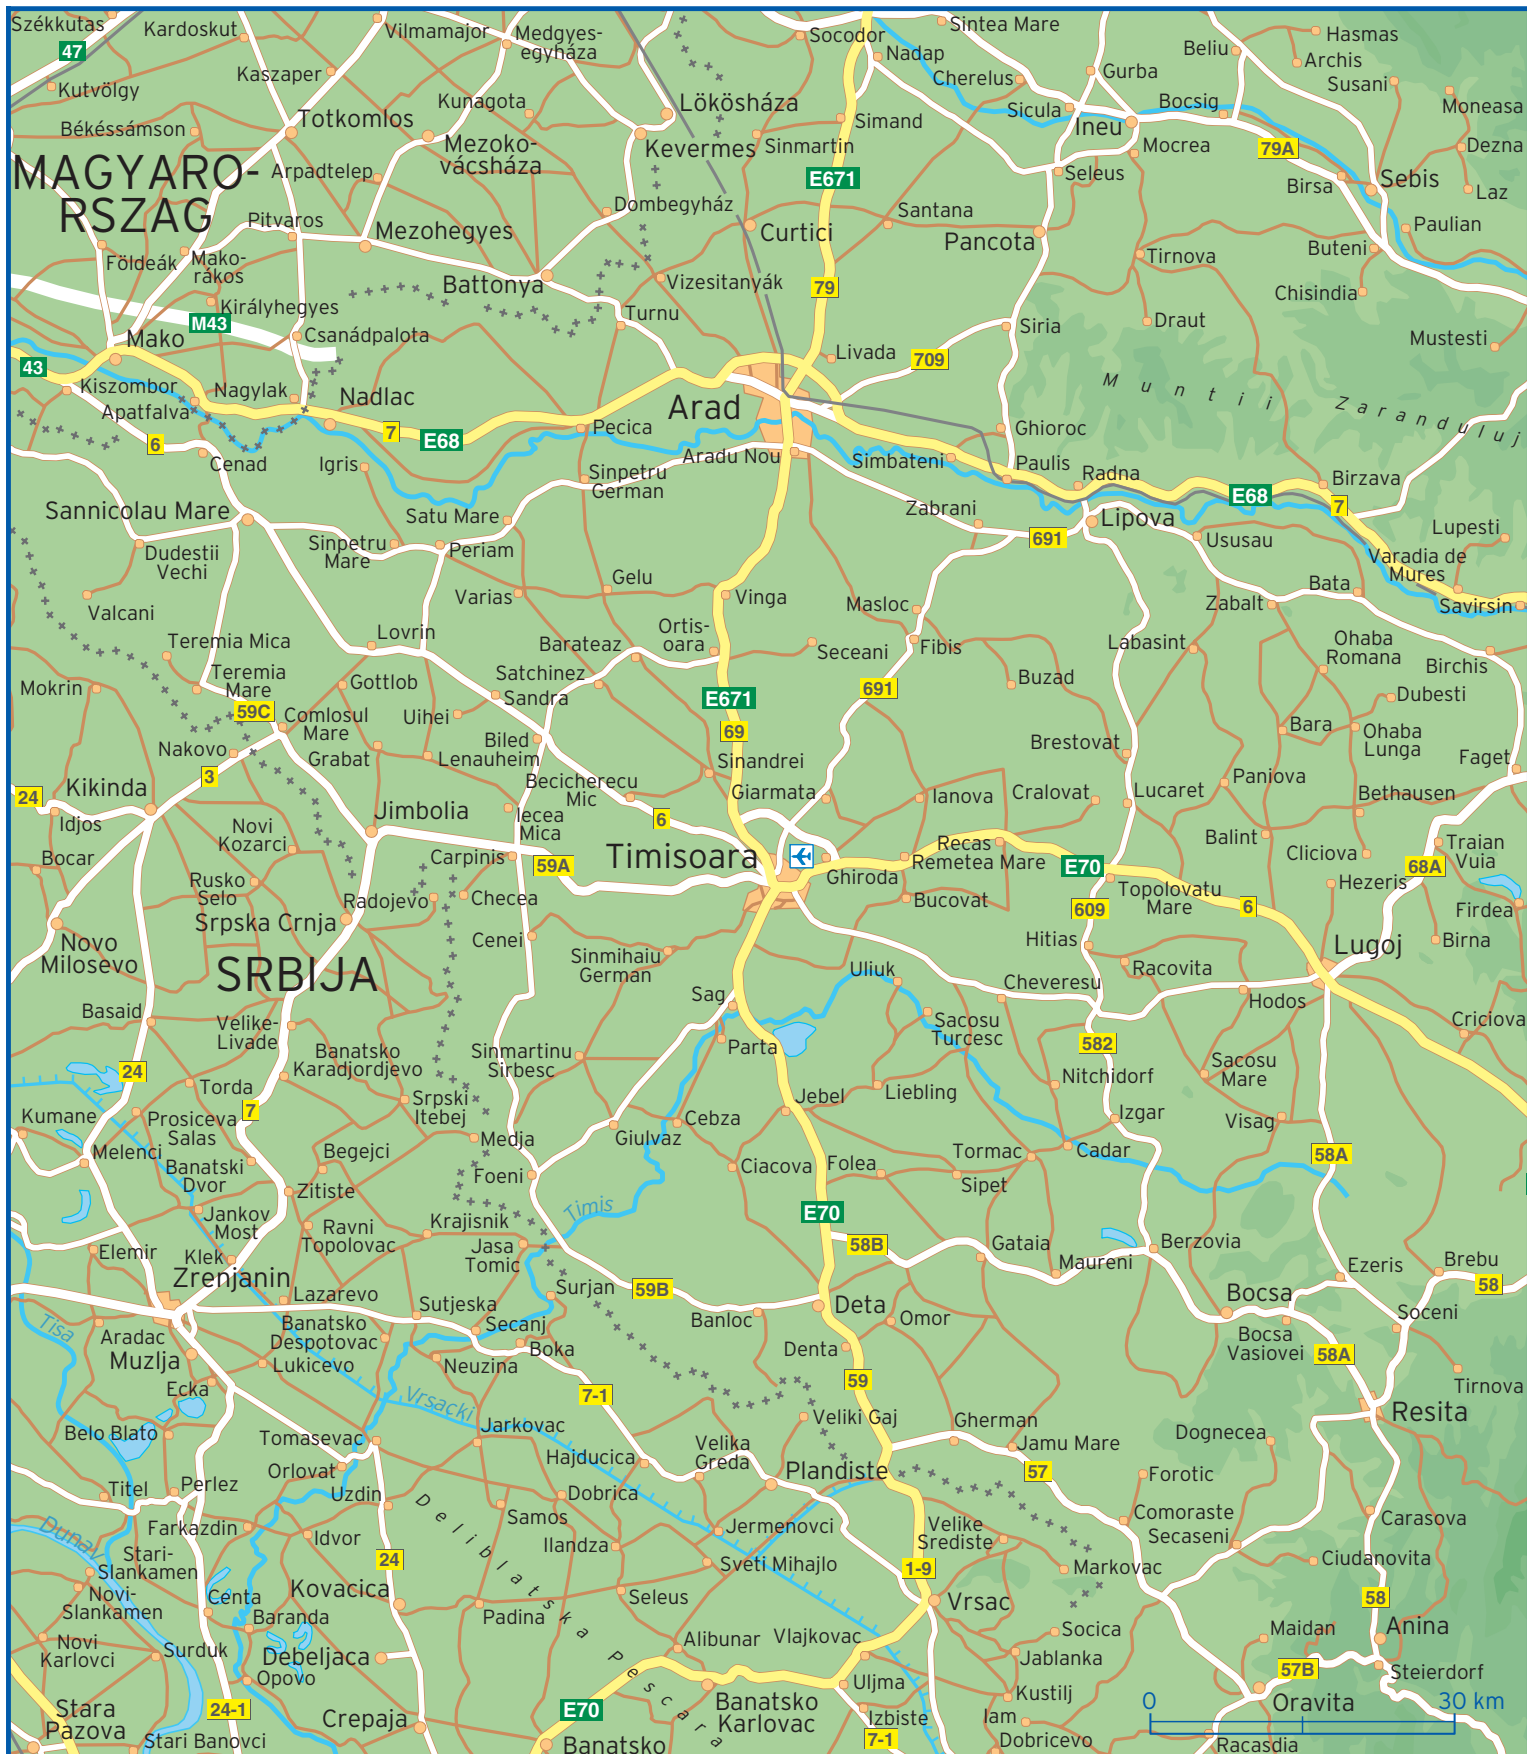 Székkutas
Kardoskut
Vilmamajor
Medgyes-
egyháza
Socodor
Sintea Mare
Hasmas
47
Beliu
Nadap
Archis
Kaszaper
Cherelus
Gurba
Susani
Kutvölgy
Kunagota
Lökösháza
Sicula
Bocsig
Moneasa
Totkomlos
Simand
Ineu
Békéssámson
Mezoko-
vácsháza
Kevermes
Sinmartin
Mocrea
79A
Dezna
MAGYARO-
RSZAG
Arpadtelep
E671
Seleus
Birsa
Sebis
Laz
Dombegyház
Santana
Pitvaros
Mezohegyes
Curtici
Pancota
Paulian
Buteni
Földeák
Mako-
rákos
Tirnova
Battonya
Vizesitanyák
79
Chisindia
Királyhegyes
M43
Turnu
Siria
Draut
Mako
Csanádpalota
Livada
709
Mustesti
43
Kiszombor
Nagylak
Nadlac
Arad
Muntii
Zarandului
Apatfalva
7
E68
Pecica
Ghioroc
6
Cenad
Igris
Aradu Nou
Simbateni
Paulis
Radna
Sinpetru
German
Birzava
E68
7
Sannicolau Mare
Satu Mare
Zabrani
Lipova
Lupesti
Dudestii
Vechi
Sinpetru
Mare
Periam
691
Ususau
Varadia de
Mures
Valcani
Varias
Gelu
Vinga
Masloc
Zabalt
Bata
Savirsin
Teremia Mica
Lovrin
Barateaz
Ortis-
oara
Seceani
Fibis
Labasint
Ohaba
Romana
Birchis
Mokrin
Teremia
Mare
Gottlob
Satchinez
Sandra
691
Buzad
Dubesti
59C
Comlosul
Mare
Uihei
E671
69
Bara
Ohaba
Lunga
Nakovo
Grabat
Biled
Lenauheim
Sinandrei
Brestovat
Faget
3
Kikinda
Becicherecu
Mic
Giarmata
Ianova
Cralovat
Lucaret
Paniova
Bethausen
24
Idjos
Jimbolia
Iecea
Mica
6
Novi
Kozarci
Recas
Balint
Traian
Vuia
Bocar
Carpinis
59A
Timisoara
Remetea Mare
E70
Cliciova
68A
Rusko
Selo
Radojevo
Checea
Ghiroda
Topolovatu
Mare
Hezeris
Srpska Crnja
Bucovat
609
6
Firdea
Novo
Milosevo
Cenei
Sinmihaiu
German
Hitias
Lugoj
Birna
SRBIJA
Uliuk
Racovita
Cheveresu
Basaid
Sag
Hodos
Velike-
Livade
Sacosu
Turcesc
Criciova
Banatsko
Karadjordjevo
Sinmartinu
Sirbesc
Parta
582
24
Torda
Sacosu
Mare
Liebling
Nitchidorf
7
Srpski
Itebej
Jebel
Kumane
Prosiceva
Salas
Cebza
Izgar
Visag
Melenci
Medja
Giulvaz
Begejci
Banatski
Dvor
Foeni
Ciacova
Folea
Tormac
Cadar
58A
Zitiste
Sipet
Jankov
Most
Timis
E70
Ravni
Topolovac
Krajisnik
58B
Elemir
Klek
Jasa
Tomic
Gataia
Berzovia
Zrenjanin
Maureni
Ezeris
Brebu
Lazarevo
Surjan
59B
Bocsa
58
Sutjeska
Deta
Tisa
Aradac
Banatsko
Despotovac
Secanj
Banloc
Omor
Soceni
Muzlja
Lukicevo
Boka
Denta
Bocsa
Vasiovei
58A
Neuzina
Ecka
7-1
59
Tirnova
Vrsacki
Resita
Belo Blato
Jarkovac
Veliki Gaj
Gherman
Tomasevac
Velika
Greda
Jamu Mare
Dognecea
Orlovat
Hajducica
Plandiste
57
Forotic
Titel
Perlez
Uzdin
Deliblatska Pescara
Dobrica
Carasova
Dunav
Farkazdin
Idvor
Samos
Jermenovci
Velike
Srediste
Comoraste
Secaseni
Stari-
Slankamen
24
Ilandza
Sveti Mihajlo
1-9
Markovac
Ciudanovita
Novi-
Slankamen
Centa
Kovacica
Seleus
Vrsac
58
Baranda
Padina
Anina
Novi
Karlovci
Surduk
Alibunar
Vlajkovac
Socica
Maidan
Debeljaca
Jablanka
57B
Steierdorf
Opovo
Uljma
Kustilj
Stara
Pazova
24-1
Crepaja
E70
Banatsko
Karlovac
Izbiste
Iam
Oravita
0
30 km
Stari Banovci
Banatsko
7-1
Dobricevo
Racasdia